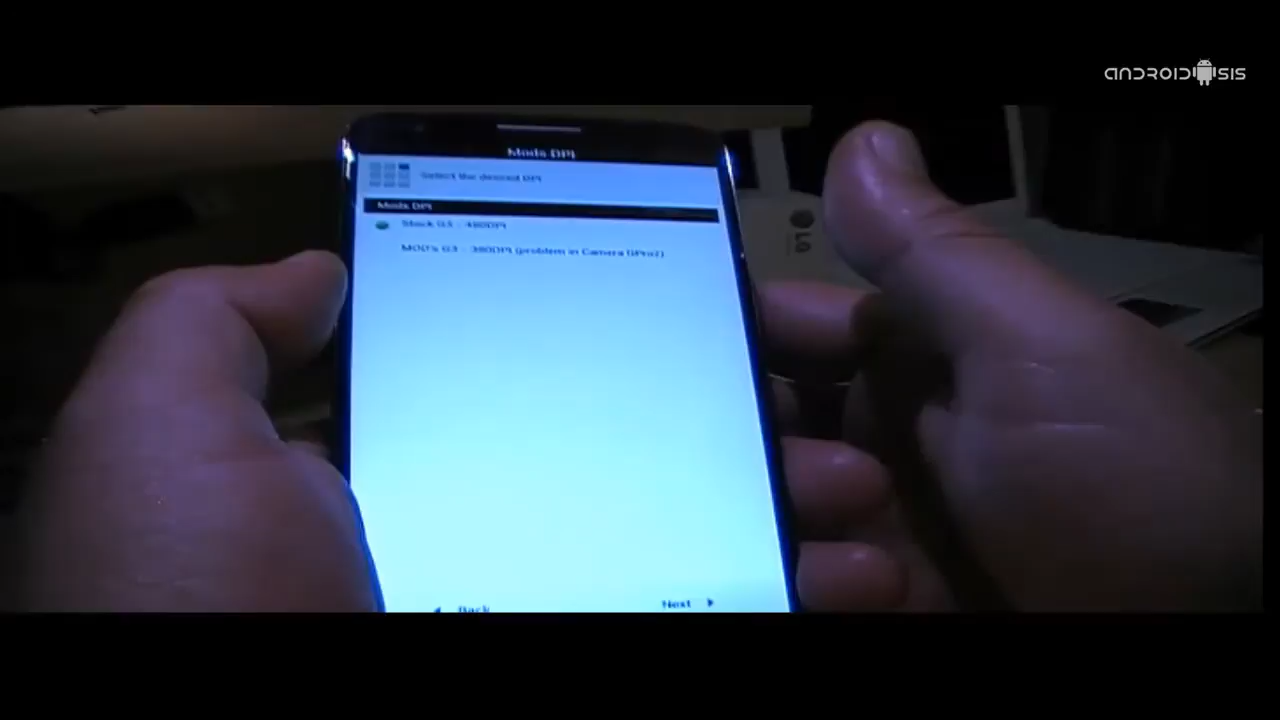 ANDROIDSIS
Mods DPI
Select the desired DPI
Mods DPI
Stock G3 - 480DPI
MOD's G3 - 380DPI (problem in Camera GPro2)
LG
Back
Next